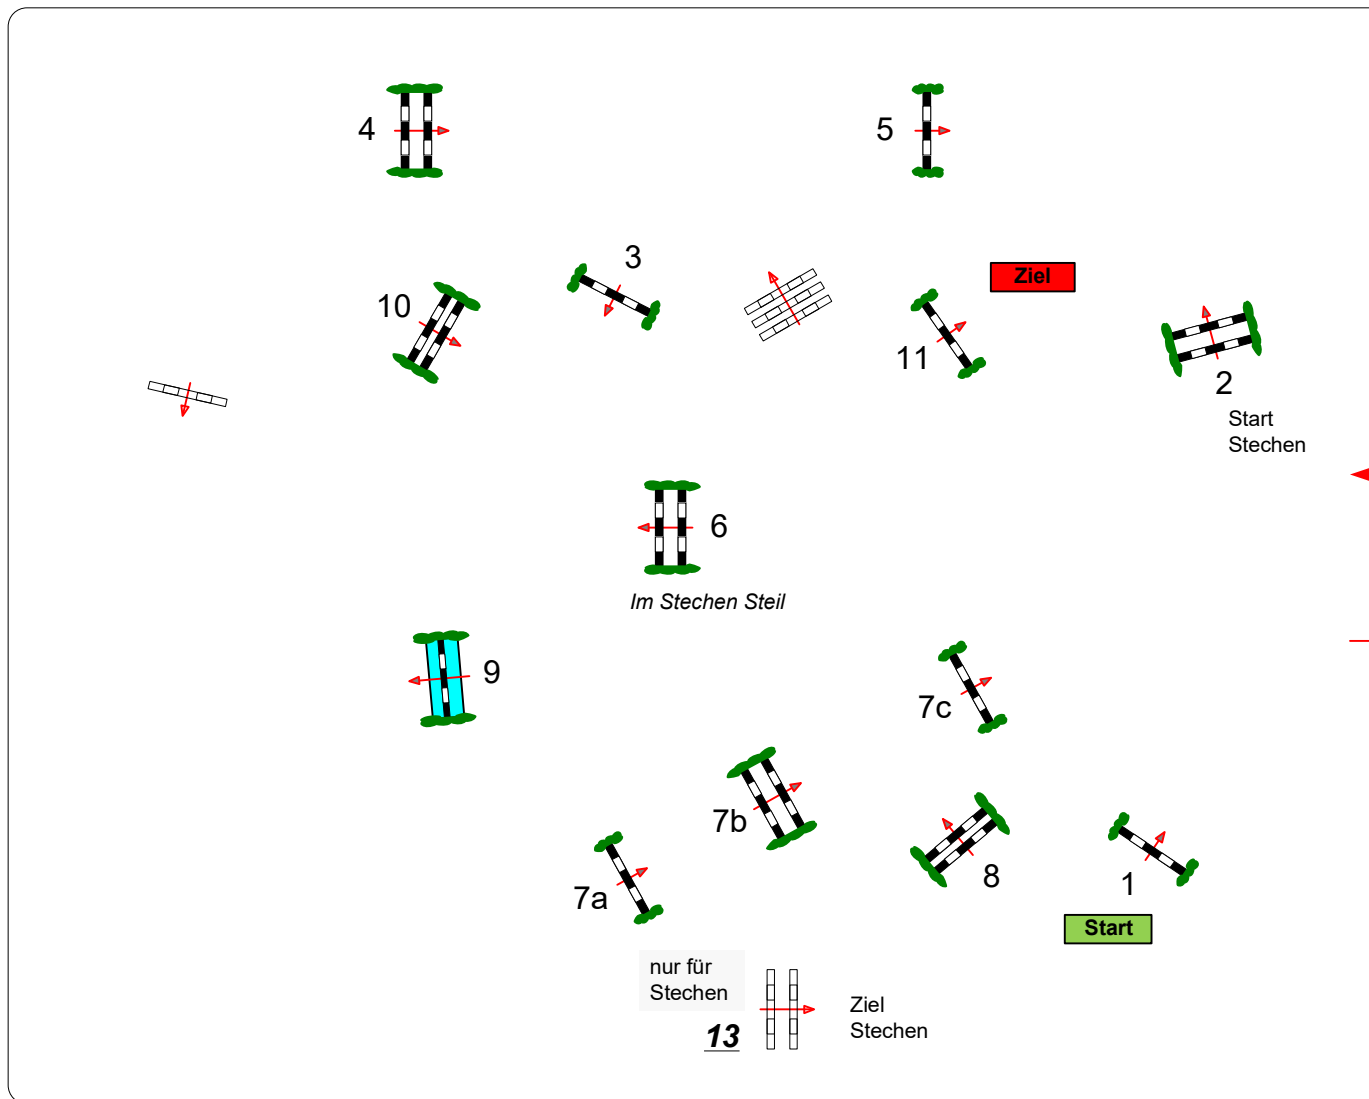 4
5
3
Ziel
10
11
2
Start
Stechen
6
Im Stechen Steil
9
7c
7b
8
1
7a
Start
nur für
Stechen
13
Ziel
Stechen